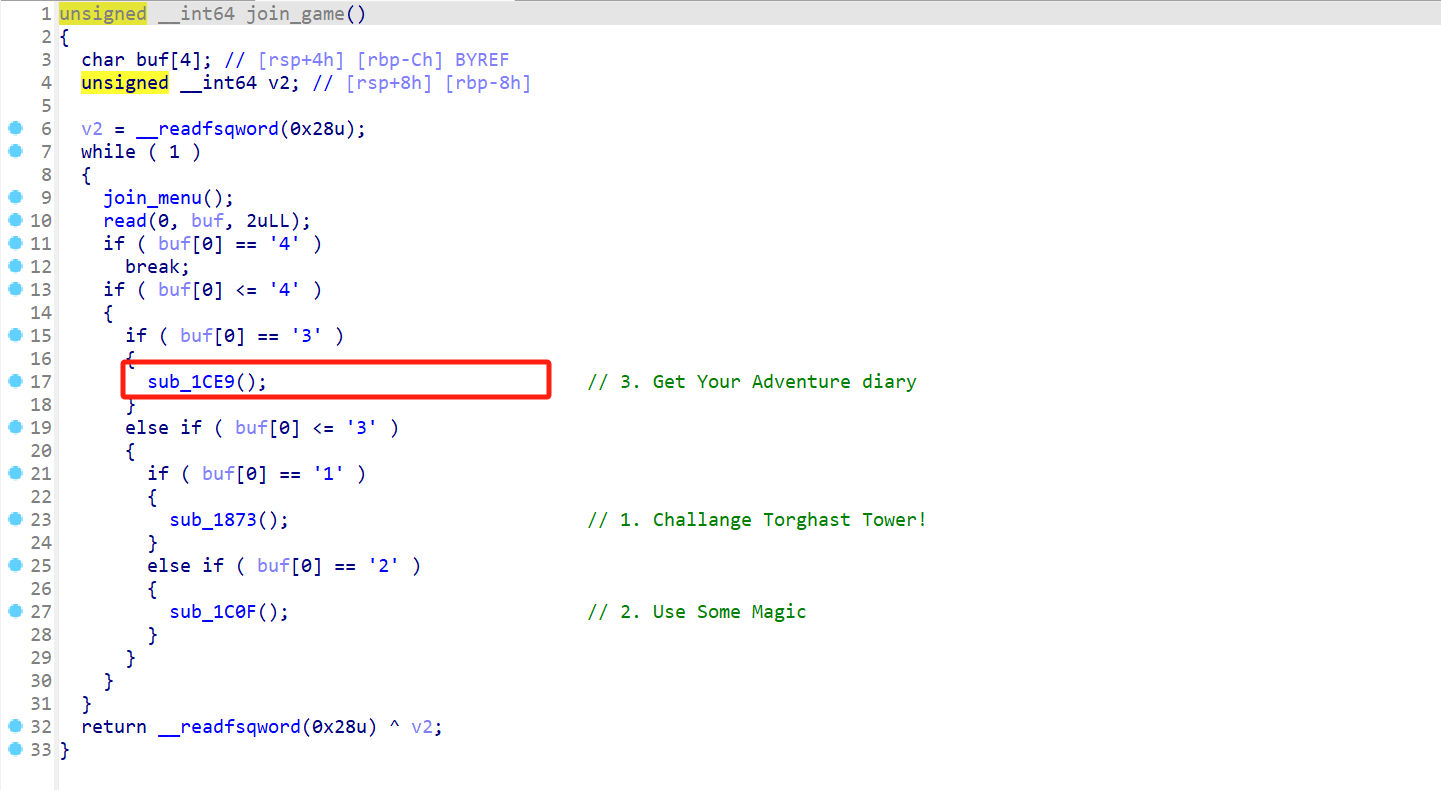 1 unsigned __int64 join_game()
2 {
3 char buf[4]; // [rsp+4h] [rbp-Ch] BYREF
4 unsigned __int64 v2; // [rsp+8h] [rbp-8h]
5
6 v2 = __readfsqword(0x28u);
7 while ( 1 )
8 {
9 join_menu();
10 read(0, buf, 2uLL);
11 if ( buf[0] == '4' )
12 break;
13 if ( buf[0] <= '4' )
14 {
15 if ( buf[0] == '3' )
16 {
17 sub_1CE9(); // 3. Get Your Adventure diary
18 }
19 else if ( buf[0] <= '3' )
20 {
21 if ( buf[0] == '1' )
22 {
23 sub_1873(); // 1. Challange Torghast Tower!
24 }
25 else if ( buf[0] == '2' )
26 {
27 sub_1C0F(); // 2. Use Some Magic
28 }
29 }
30 }
31 }
32 return __readfsqword(0x28u) ^ v2;
33 }